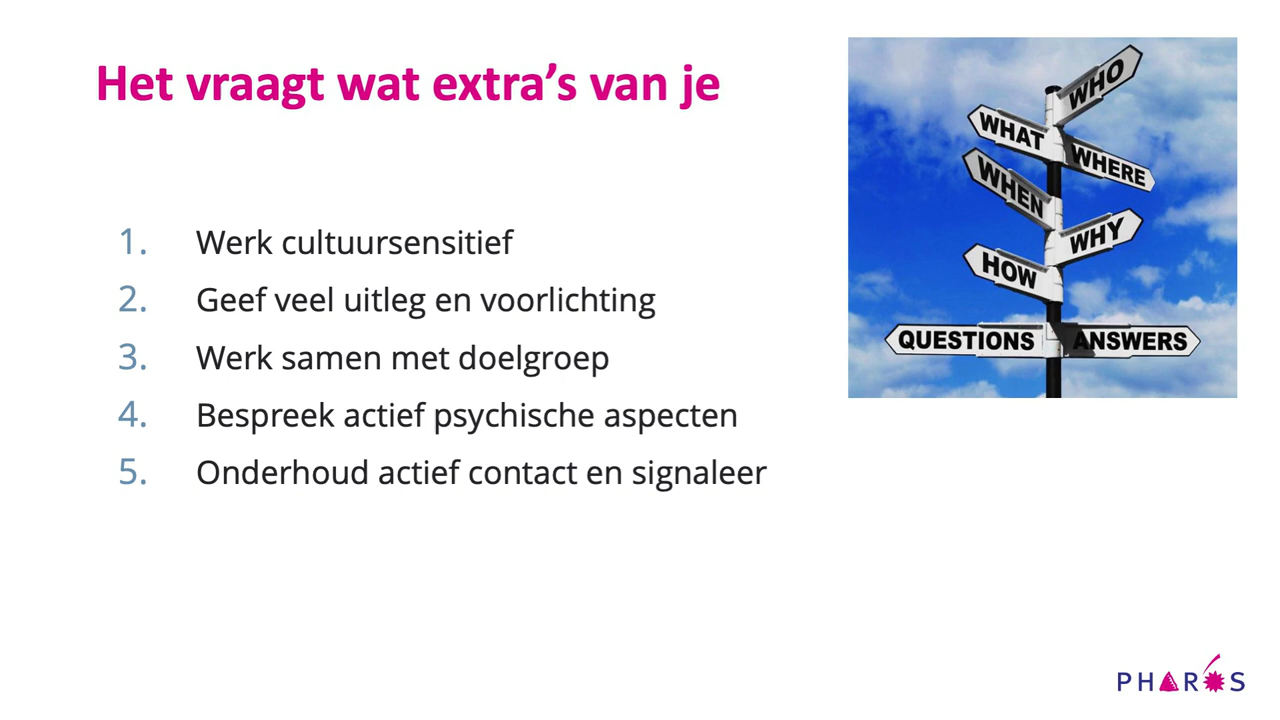 Het vraagt wat extra’s van je
1. Werk cultuursensitief
2. Geef veel uitleg en voorlichting
3. Werk samen met doelgroep
4. Bespreek actief psychische aspecten
5. Onderhoud actief contact en signaleer
WHO
WHAT
WHERE
WHEN
WHY
HOW
QUESTIONS ANSWERS
PHAROS